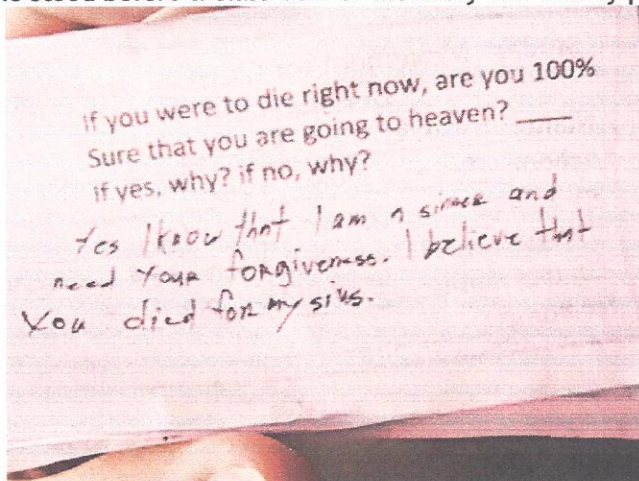 If you were to die right now, are you 100%
Sure that you are going to heaven? ____
if yes, why? if no, why?
Yes I know that I am a sinner and
need Your forgiveness. I believe that
You died for my sins.